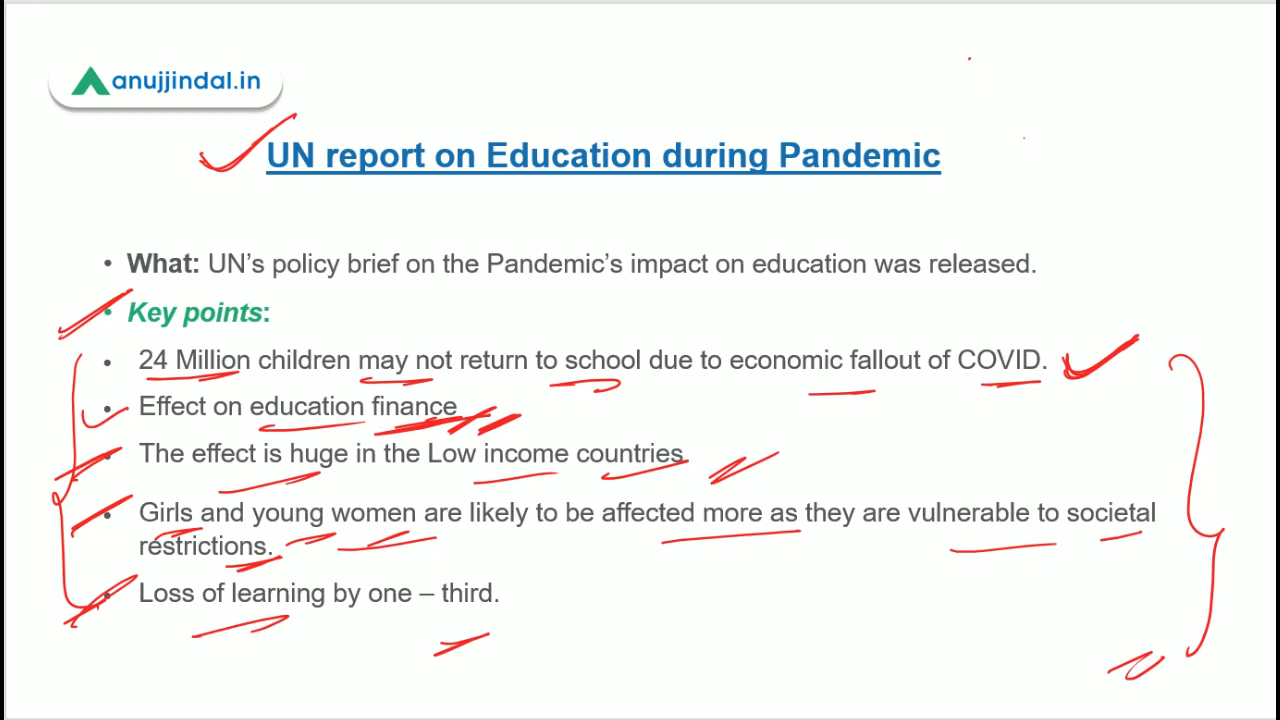 anujjindal.in
UN report on Education during Pandemic
• What: UN's policy brief on the Pandemic's impact on education was released.
• Key points:
• 24 Million children may not return to school due to economic fallout of COVID.
• Effect on education finance
• The effect is huge in the Low income countries.
• Girls and young women are likely to be affected more as they are vulnerable to societal
restrictions.
• Loss of learning by one – third.